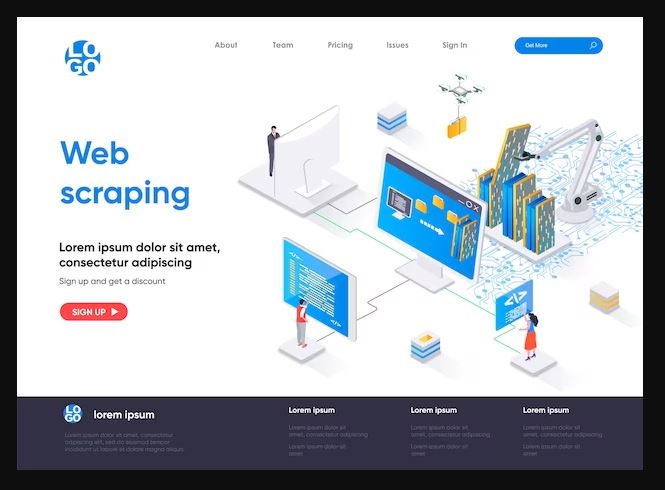 LO
GO
About
Team
Pricing
Issues
Sign In
Get More
Web
scraping
Lorem ipsum dolor sit amet,
consectetur adipiscing
Sign up and get a discount
SIGN UP
</>
</>
</>
LO
GO
lorem ipsum
Lorem ipsum dolor sit amet, consectetur
adipiscing elit, sed do eiusmod tempor
incididunt ut labore et dolore magna aliqua.
Lorem ipsum
Lorem ipsum dolor sit
amet, consectetur adipiscing
Lorem ipsum dolor sit
amet
Lorem ipsum
Lorem ipsum dolor sit
amet, consectetur adipiscing
Lorem ipsum dolor sit
amet
Lorem ipsum
Lorem ipsum dolor sit
amet, consectetur adipiscing
Lorem ipsum dolor sit
amet